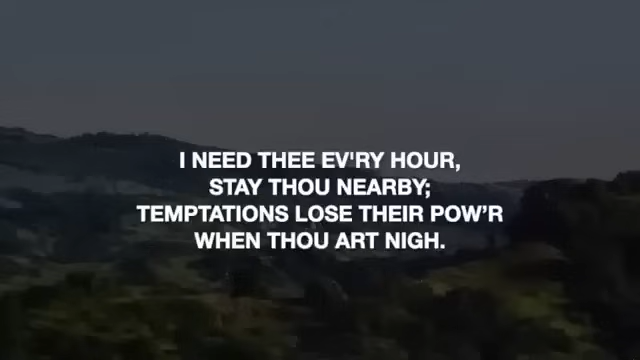 I NEED THEE EV'RY HOUR,
STAY THOU NEARBY;
TEMPTATIONS LOSE THEIR POW’R
WHEN THOU ART NIGH.